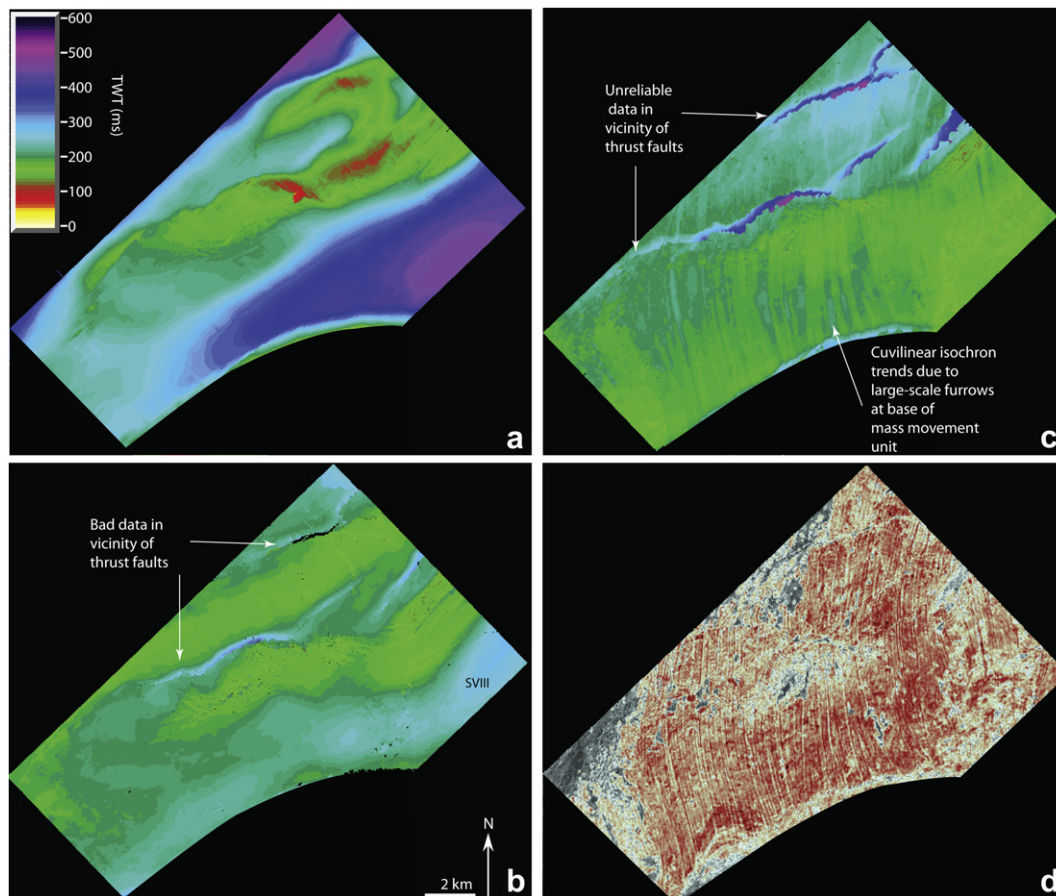 600
500
400
300
200
100
0
TWT (ms)
a
Unreliable
data in
vicinity of
thrust faults
Cuvilinear isochron
trends due to
large-scale furrows
at base of
mass movement
unit
c
Bad data in
vicinity of
thrust faults
SVIII
N
2 km
b
d